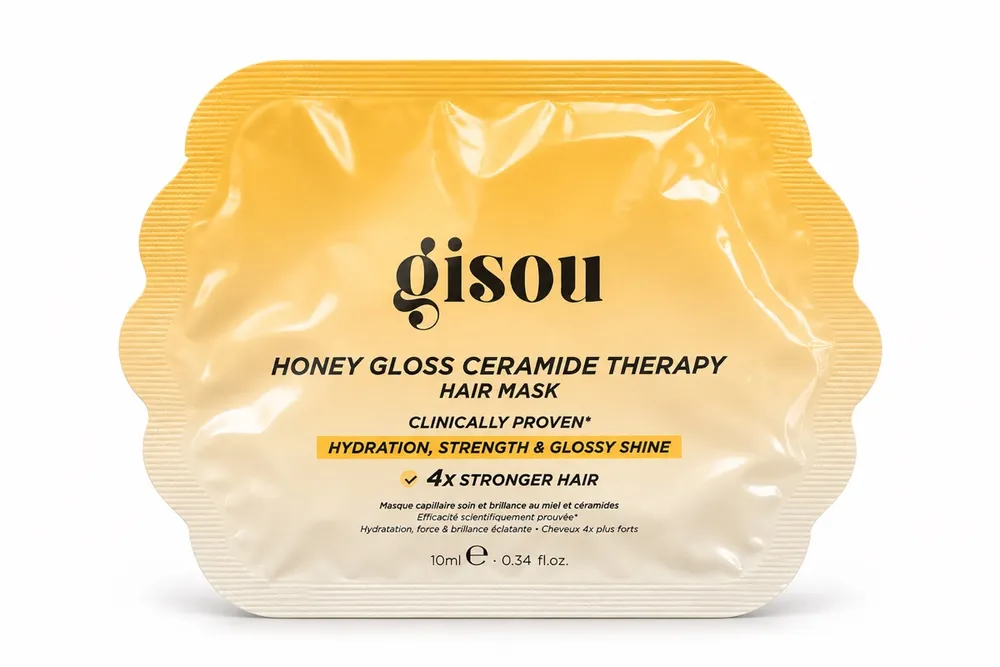 gisou
HONEY GLOSS CERAMIDE THERAPY
HAIR MASK
CLINICALLY PROVEN*
HYDRATION, STRENGTH & GLOSSY SHINE
4x STRONGER HAIR
Masque capillaire soin et brillance au miel et céramides
Efficacité scientifiquement prouvée*
Hydratation, force & brillance éclatante • Cheveux 4x plus forts
10ml ℮ · 0.34 fl.oz.